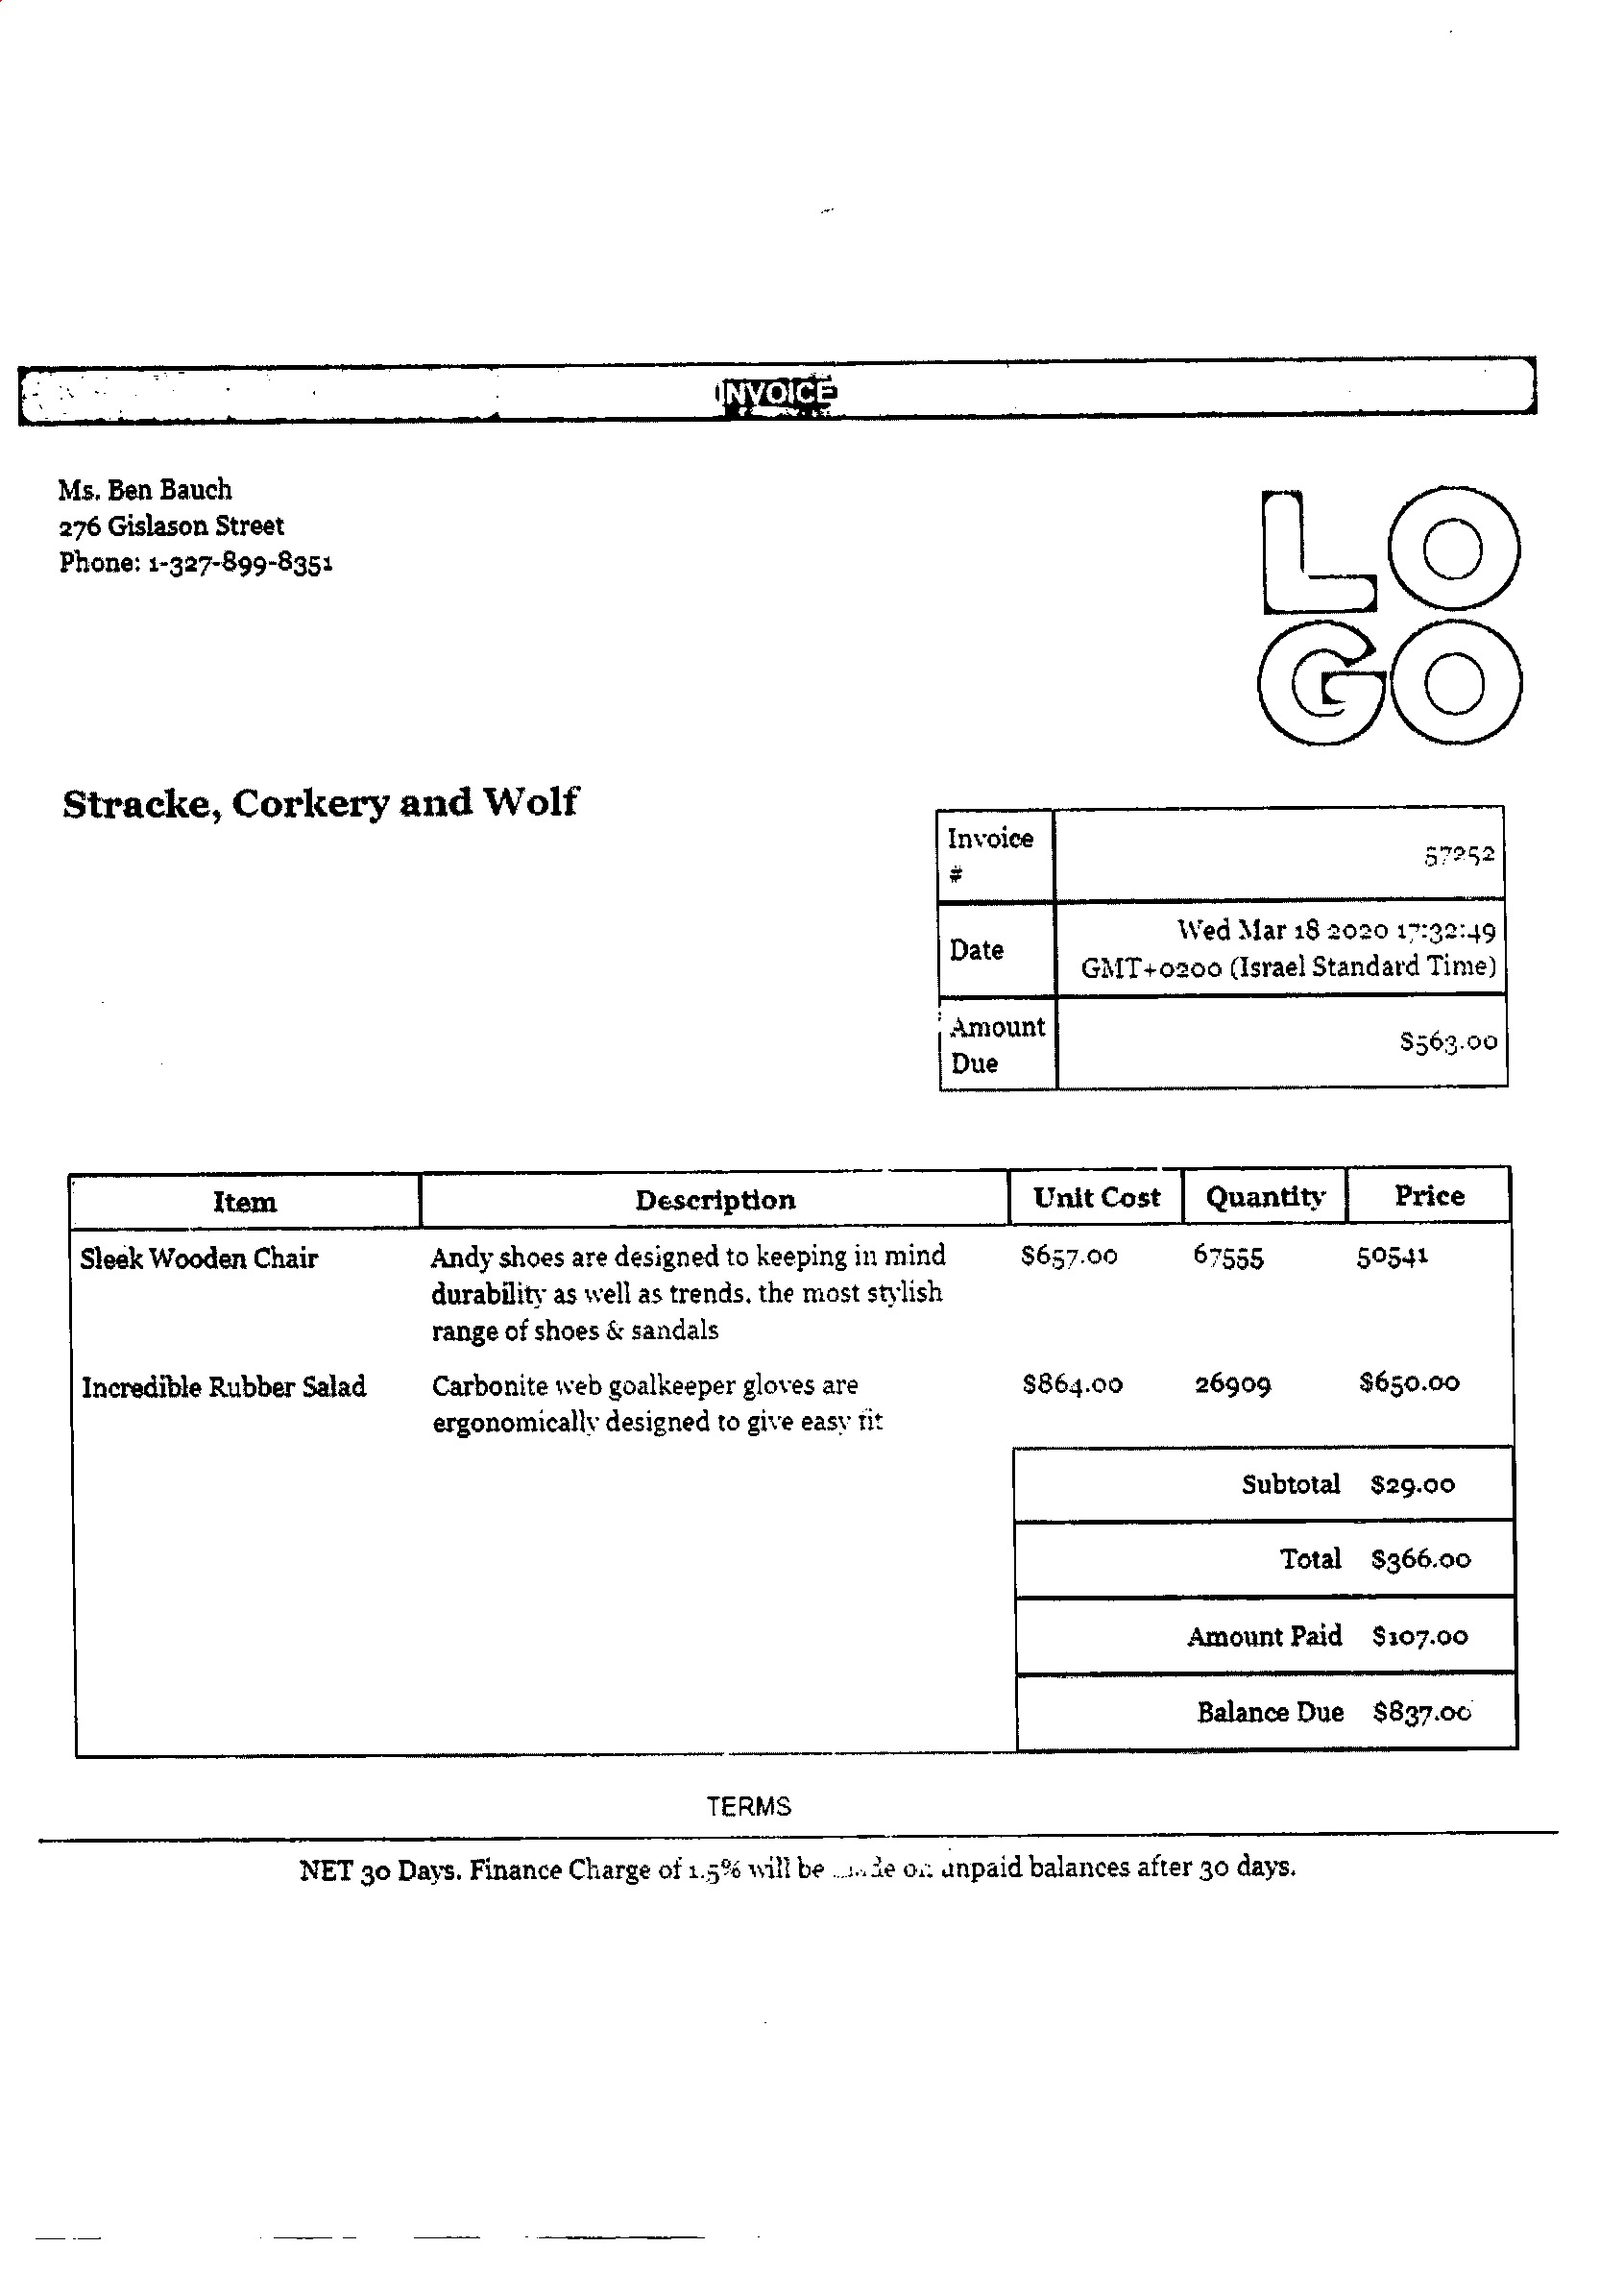 INVOICE
Ms. Ben Bauch
276 Gislason Street
Phone: 1-327-899-8351
LO
GO
Stracke, Corkery and Wolf
Invoice
#
57252
Date
Wed Mar 18 2020 17:32:49
GMT+0200 (Israel Standard Time)
Amount
Due
$563.00
Item Description Unit Cost Quantity Price
Sleek Wooden Chair Andy shoes are designed to keeping in mind $657.00 67555 50541
durability as well as trends, the most stylish
range of shoes & sandals
Incredible Rubber Salad Carbonite web goalkeeper gloves are $864.00 26909 $650.00
ergonomically designed to give easy fit
Subtotal $29.00
Total $366.00
Amount Paid $107.00
Balance Due $837.00
TERMS
NET 30 Days. Finance Charge of 1.5% will be on unpaid balances after 30 days.